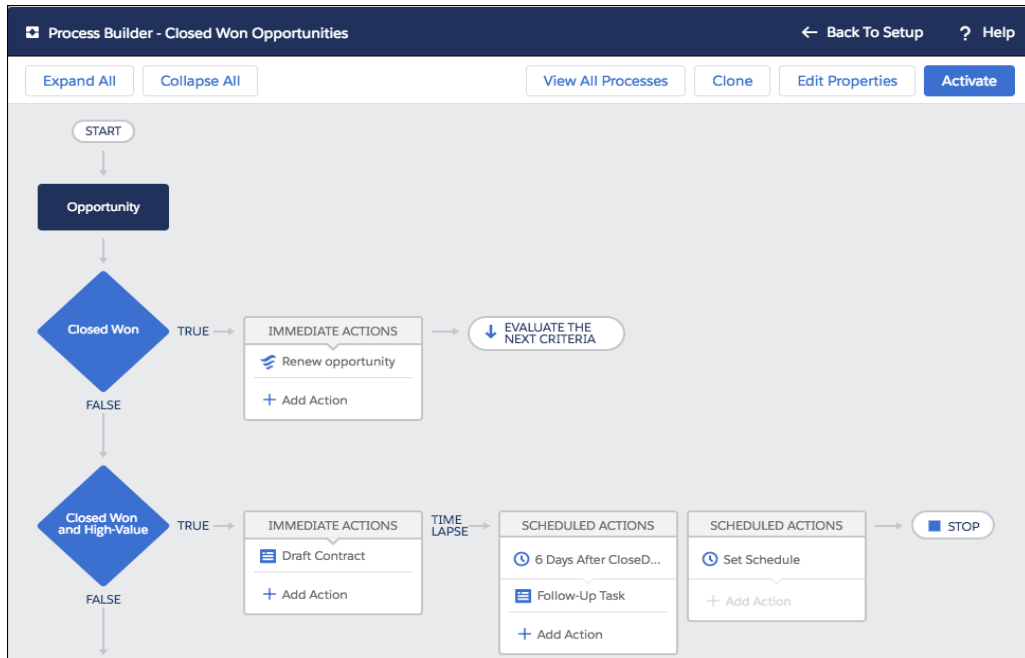 Process Builder - Closed Won Opportunities
Back To Setup
? Help
Expand All
Collapse All
View All Processes
Clone
Edit Properties
Activate
START
Opportunity
Closed Won
TRUE
IMMEDIATE ACTIONS
Renew opportunity
+ Add Action
EVALUATE THE
NEXT CRITERIA
FALSE
Closed Won
and High-Value
TRUE
IMMEDIATE ACTIONS
Draft Contract
+ Add Action
TIME
LAPSE
SCHEDULED ACTIONS
6 Days After CloseD...
Follow-Up Task
+ Add Action
SCHEDULED ACTIONS
Set Schedule
+ Add Action
STOP
FALSE